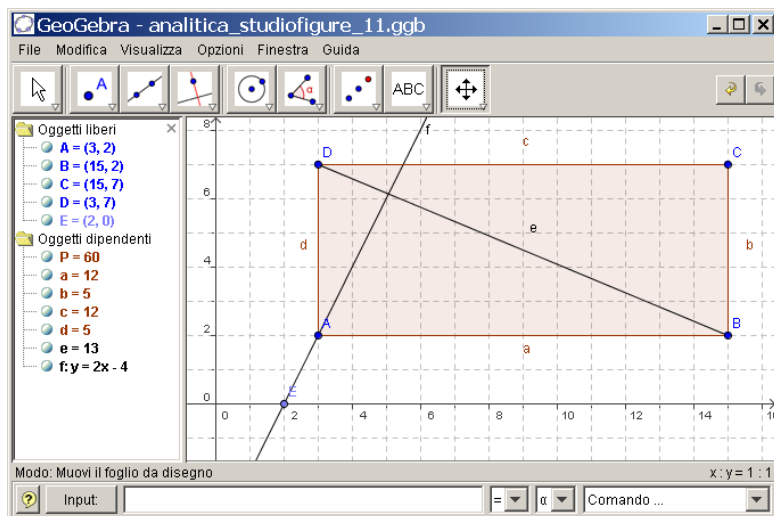 GeoGebra - analitica_studiofigure_11.ggb
File Modifica Visualizza Opzioni Finestra Guida
A α ABC
Oggetti liberi
A = (3, 2)
B = (15, 2)
C = (15, 7)
D = (3, 7)
E = (2, 0)
Oggetti dipendenti
P = 60
a = 12
b = 5
c = 12
d = 5
e = 13
f: y = 2x - 4
8 f c
D C
6
e
d b
4
2 A B
a
0 E
0 2 4 6 8 10 12 14 16
Modo: Muovi il foglio da disegno x : y = 1 : 1
? Input: = α Comando ...